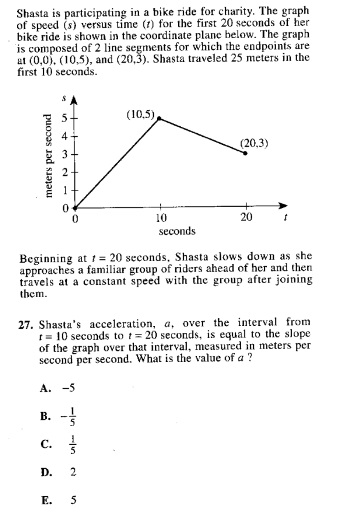 Shasta is participating in a bike ride for charity. The graph
of speed (s) versus time (t) for the first 20 seconds of her
bike ride is shown in the coordinate plane below. The graph
is composed of 2 line segments for which the endpoints are
at (0,0), (10,5), and (20,3). Shasta traveled 25 meters in the
first 10 seconds.
s
meters per second
5
4
3
2
1
0
(10,5)
(20,3)
0 10 20 t
seconds
Beginning at t = 20 seconds, Shasta slows down as she
approaches a familiar group of riders ahead of her and then
travels at a constant speed with the group after joining
them.
27. Shasta's acceleration, a, over the interval from
t = 10 seconds to t = 20 seconds, is equal to the slope
of the graph over that interval, measured in meters per
second per second. What is the value of a ?
A. -5
B. -1/5
C. 1/5
D. 2
E. 5